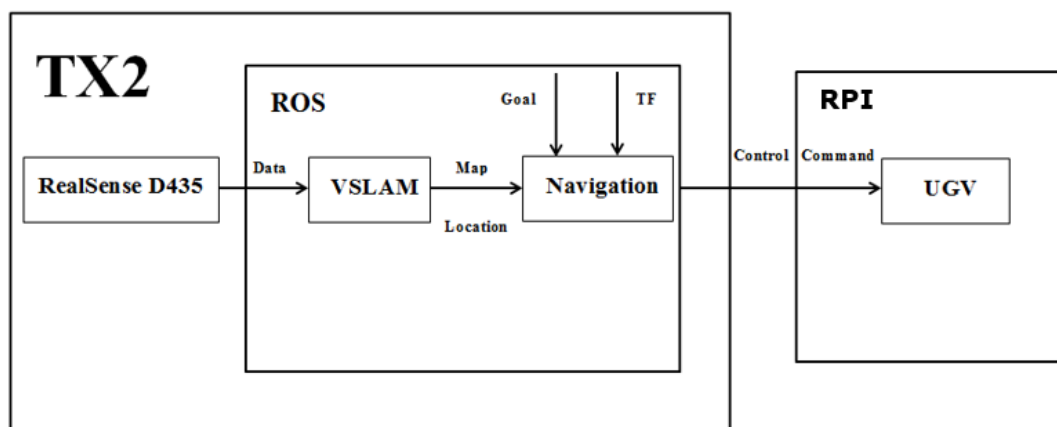 TX2
ROS
RPI
Goal
TF
RealSense D435
Data
VSLAM
Map
Location
Navigation
Control Command
UGV